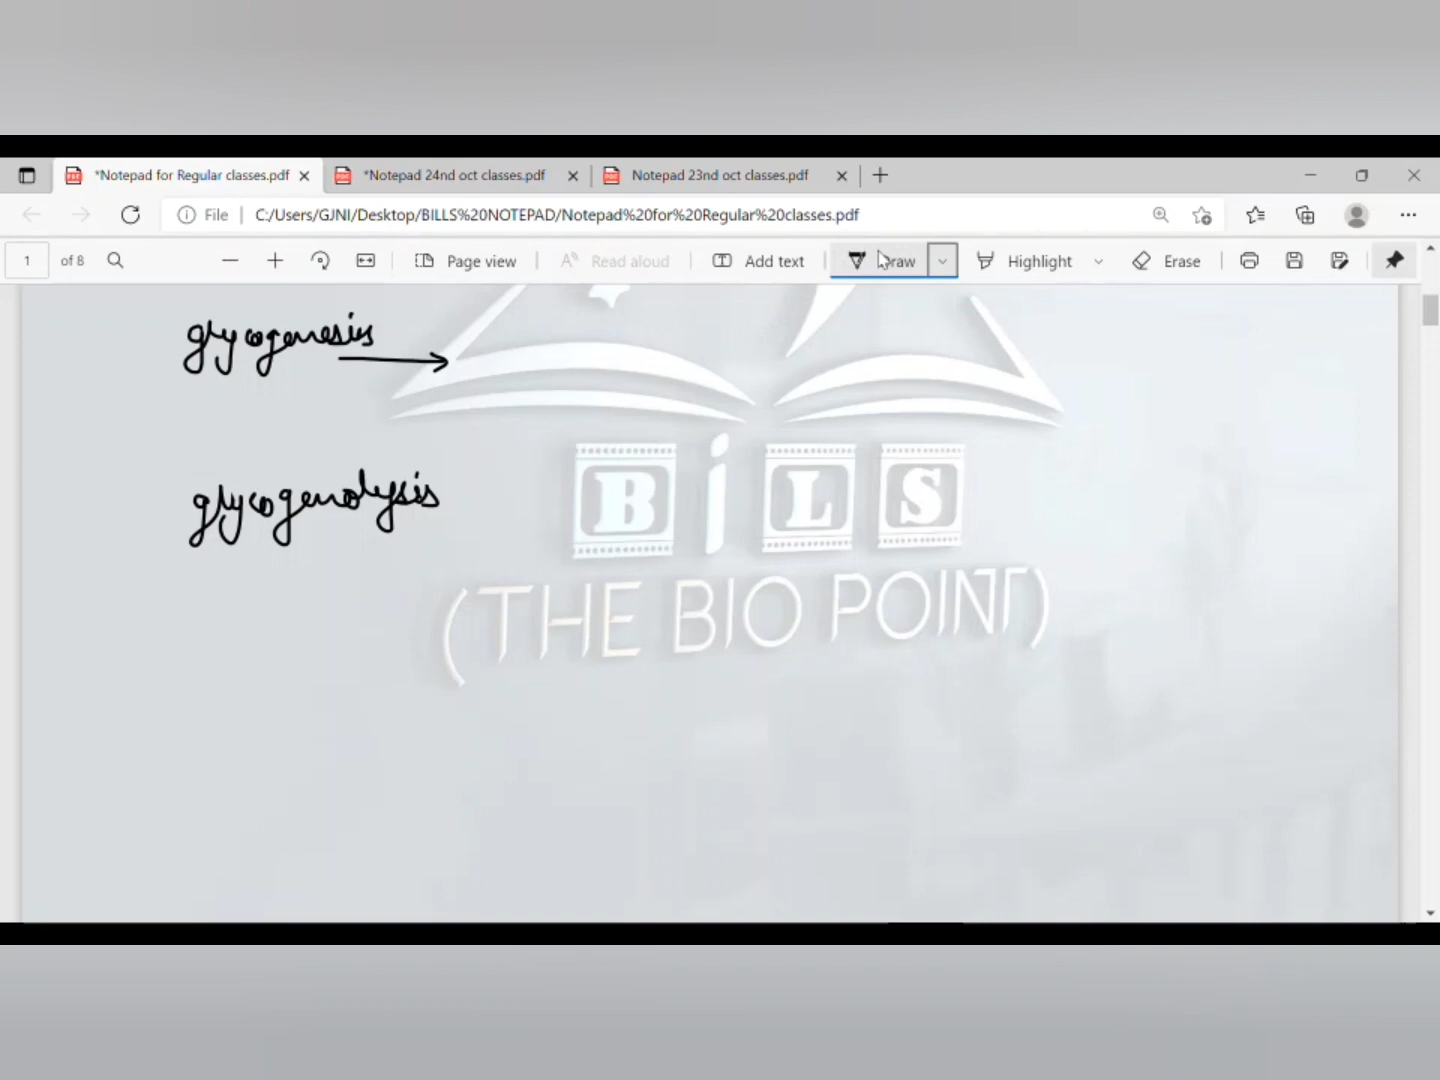 *Notepad for Regular classes.pdf
*Notepad 24nd oct classes.pdf
Notepad 23nd oct classes.pdf
File
C:/Users/GJNI/Desktop/BILLS%20NOTEPAD/Notepad%20for%20Regular%20classes.pdf
1 of 8
Page view
Read aloud
Add text
Draw
Highlight
Erase
glycogenesis
glycogenolysis
BiLS
(THE BIO POINT)